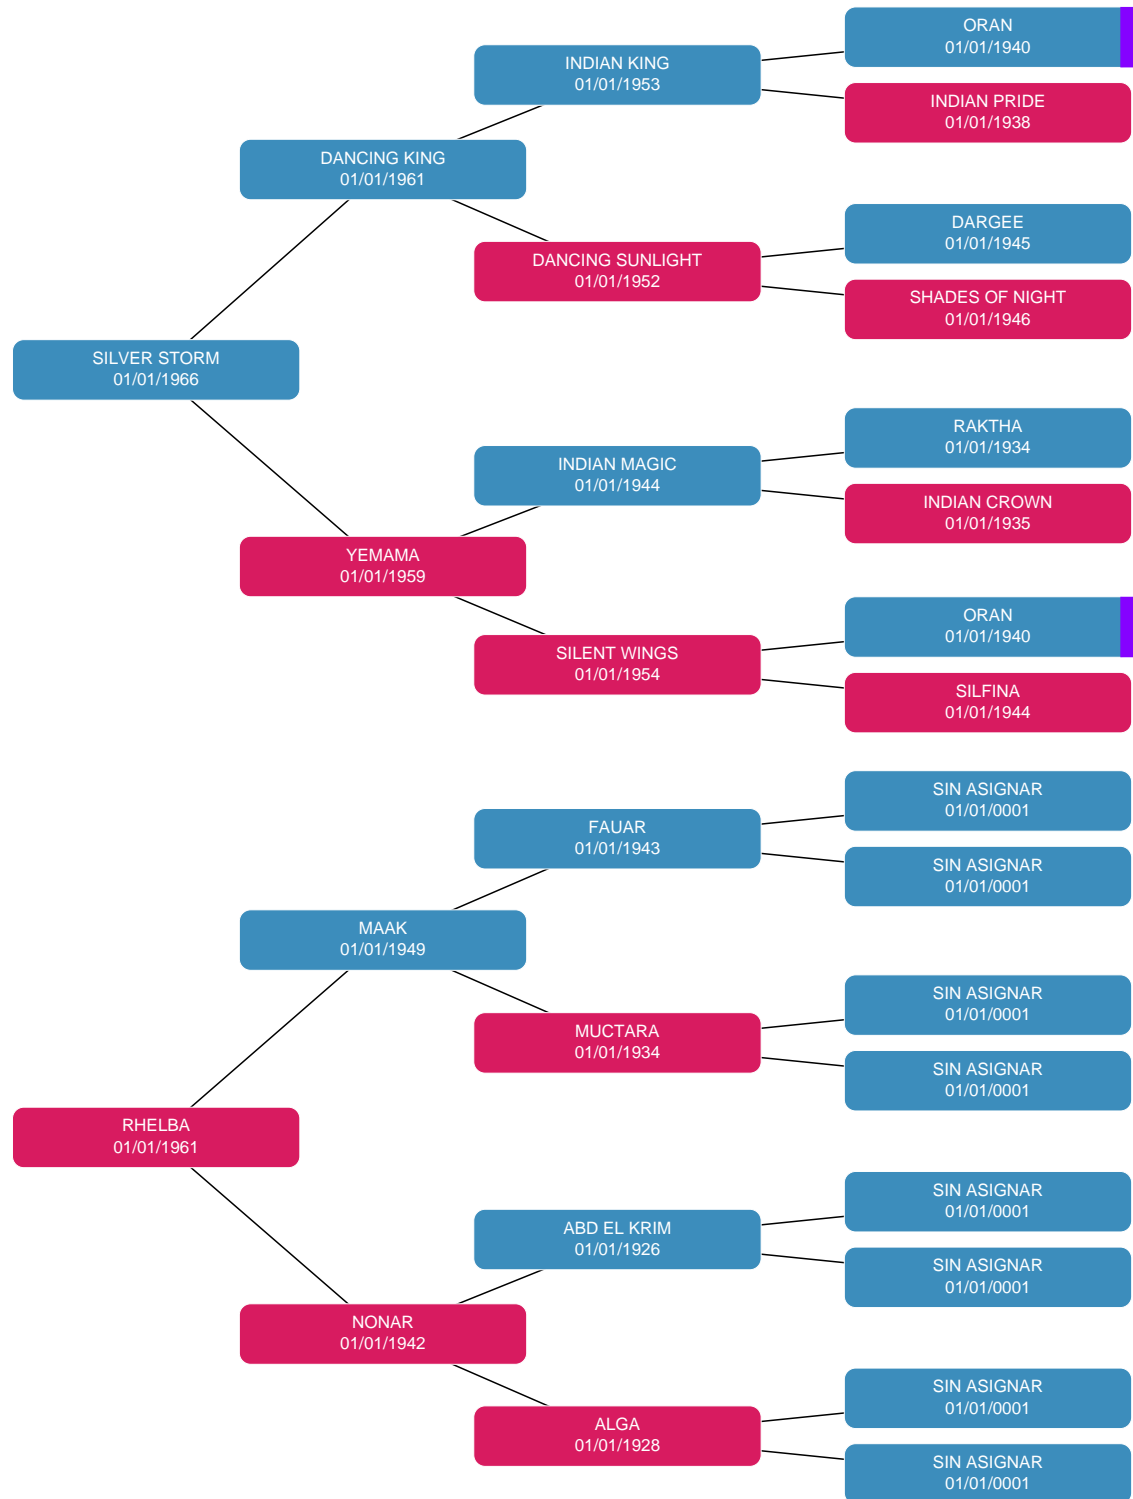 ORAN
01/01/1940
INDIAN KING
01/01/1953
INDIAN PRIDE
01/01/1938
DANCING KING
01/01/1961
DARGEE
01/01/1945
DANCING SUNLIGHT
01/01/1952
SHADES OF NIGHT
01/01/1946
SILVER STORM
01/01/1966
RAKTHA
01/01/1934
INDIAN MAGIC
01/01/1944
INDIAN CROWN
01/01/1935
YEMAMA
01/01/1959
ORAN
01/01/1940
SILENT WINGS
01/01/1954
SILFINA
01/01/1944
SIN ASIGNAR
01/01/0001
FAUAR
01/01/1943
SIN ASIGNAR
01/01/0001
MAAK
01/01/1949
SIN ASIGNAR
01/01/0001
MUCTARA
01/01/1934
SIN ASIGNAR
01/01/0001
RHELBA
01/01/1961
SIN ASIGNAR
01/01/0001
ABD EL KRIM
01/01/1926
SIN ASIGNAR
01/01/0001
NONAR
01/01/1942
SIN ASIGNAR
01/01/0001
ALGA
01/01/1928
SIN ASIGNAR
01/01/0001